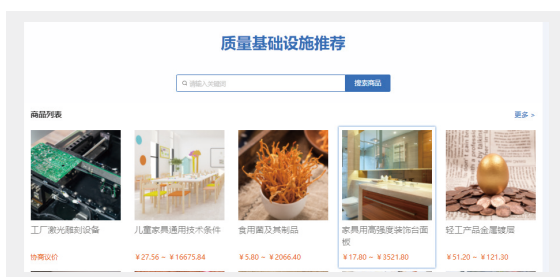 质量基础设施推荐
请输入关键词
搜索商品
商品列表
更多 >
工厂激光雕刻设备
儿童家具通用技术条件
食用菌及其制品
家具用高强度装饰台面板
轻工产品金属镀层
协商议价
¥27.56 ~ ¥16675.84
¥5.80 ~ ¥2066.40
¥17.80 ~ ¥3521.80
¥51.20 ~ ¥121.30